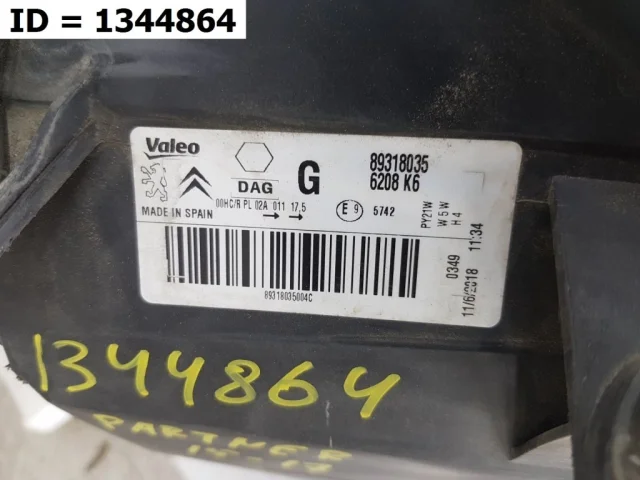 ID = 1344864
Valeo
DAG
G
89318035
6208 K6
00HC/R PL 02A 011 17,5
E 9
5742
MADE IN SPAIN
PY21W
W5W
H4
0349
11/6/2018 11:34
89318035004C
1344864
PARTNER